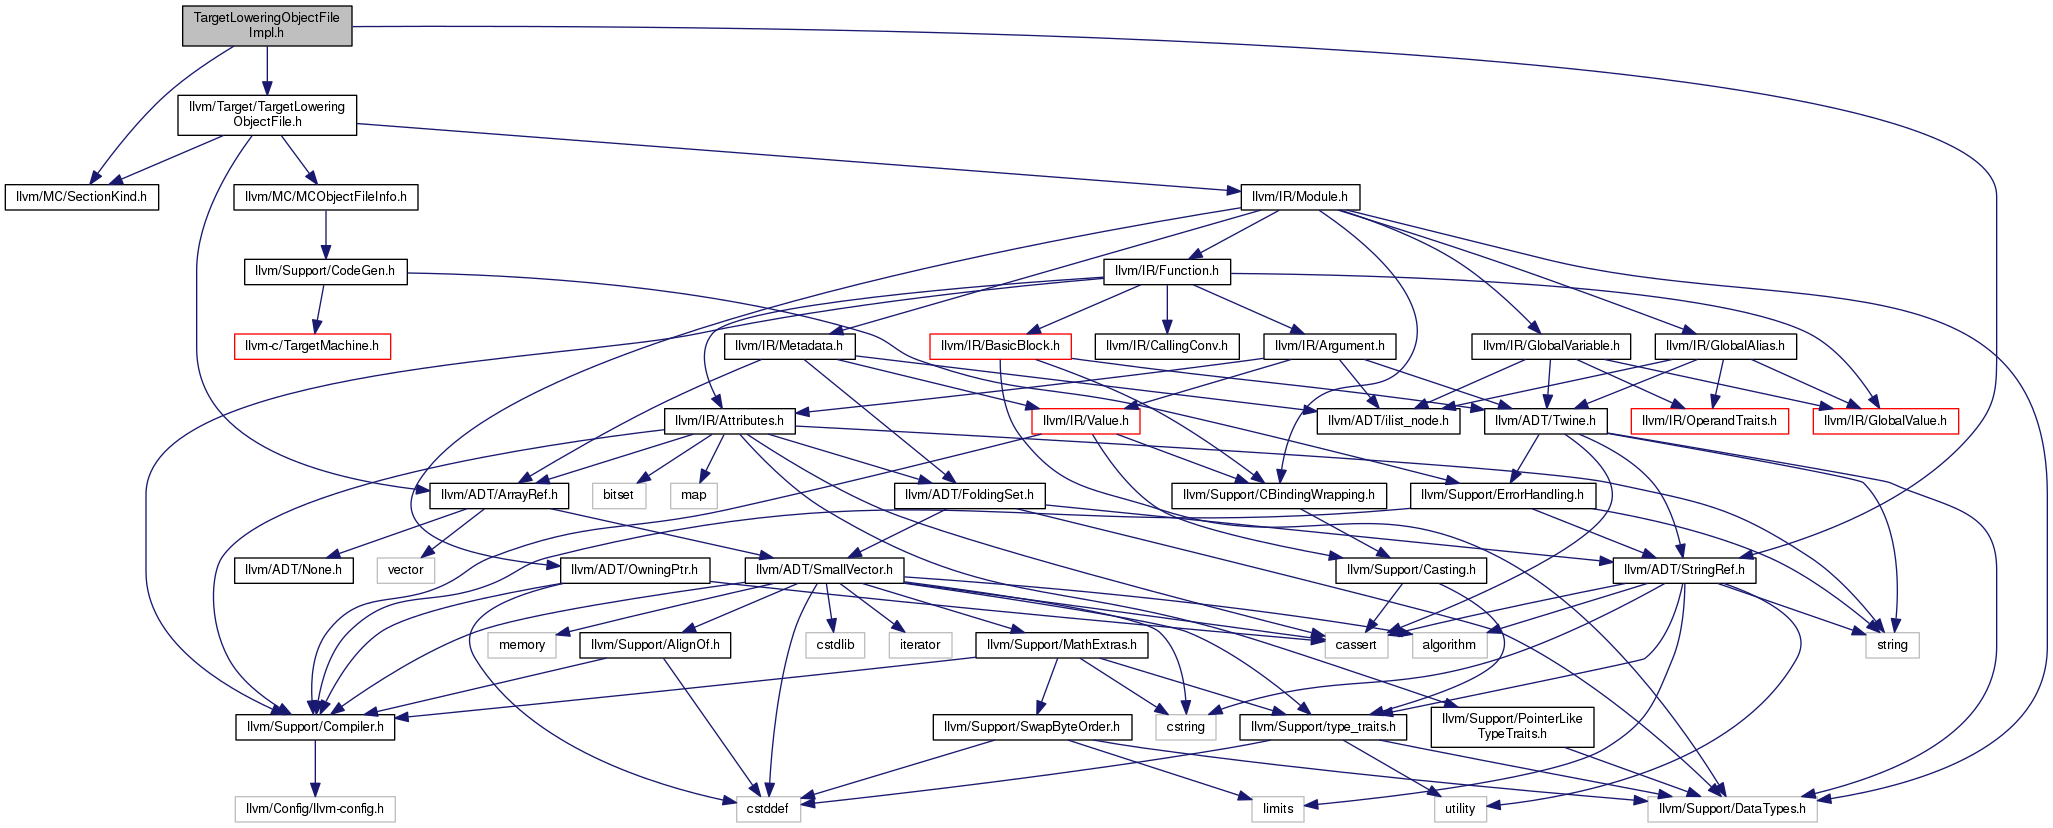 TargetLoweringObjectFile
Impl.h
llvm/Target/TargetLowering
ObjectFile.h
llvm/MC/SectionKind.h
llvm/MC/MCObjectFileInfo.h
llvm/IR/Module.h
llvm/Support/CodeGen.h
llvm/IR/Function.h
llvm-c/TargetMachine.h
llvm/IR/Metadata.h
llvm/IR/BasicBlock.h
llvm/IR/CallingConv.h
llvm/IR/Argument.h
llvm/IR/GlobalVariable.h
llvm/IR/GlobalAlias.h
llvm/IR/Attributes.h
llvm/IR/Value.h
llvm/ADT/ilist_node.h
llvm/ADT/Twine.h
llvm/IR/OperandTraits.h
llvm/IR/GlobalValue.h
llvm/ADT/ArrayRef.h
bitset
map
llvm/ADT/FoldingSet.h
llvm/Support/CBindingWrapping.h
llvm/Support/ErrorHandling.h
llvm/ADT/None.h
vector
llvm/ADT/OwningPtr.h
llvm/ADT/SmallVector.h
llvm/Support/Casting.h
llvm/ADT/StringRef.h
memory
llvm/Support/AlignOf.h
cstdlib
iterator
llvm/Support/MathExtras.h
cassert
algorithm
string
llvm/Support/Compiler.h
llvm/Support/SwapByteOrder.h
cstring
llvm/Support/type_traits.h
llvm/Support/PointerLike
TypeTraits.h
llvm/Config/llvm-config.h
cstddef
limits
utility
llvm/Support/DataTypes.h